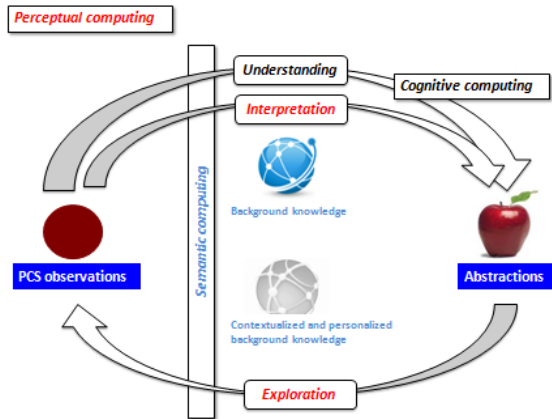 Perceptual computing
Understanding
Cognitive computing
Interpretation
Semantic computing
Background knowledge
PCS observations
Abstractions
Contextualized and personalized
background knowledge
Exploration